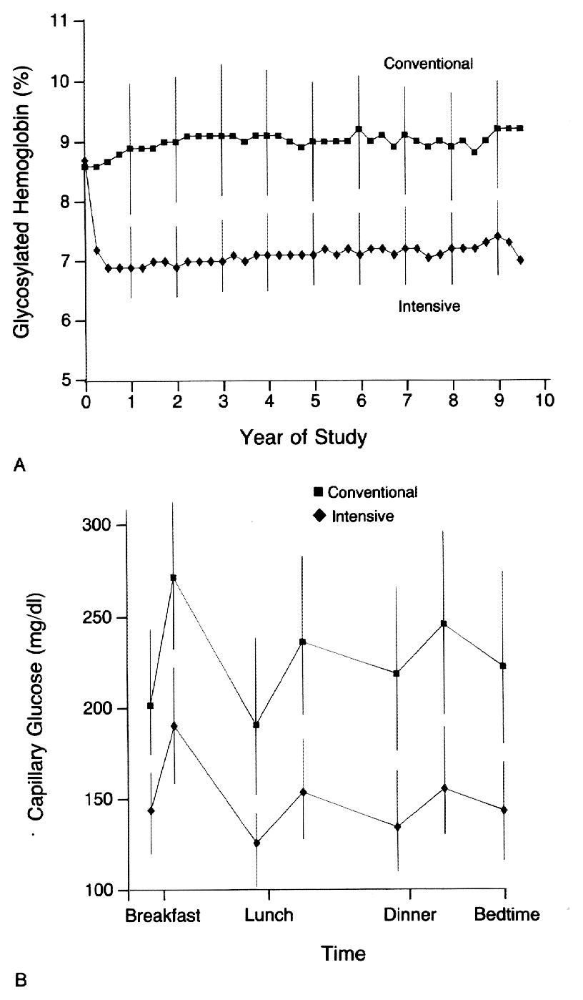 11
10
9
8
7
6
5
Glycosylated Hemoglobin (%)
Conventional
Intensive
0 1 2 3 4 5 6 7 8 9 10
Year of Study
A
Conventional
Intensive
300
250
200
150
100
Capillary Glucose (mg/dl)
Breakfast Lunch Dinner Bedtime
Time
B